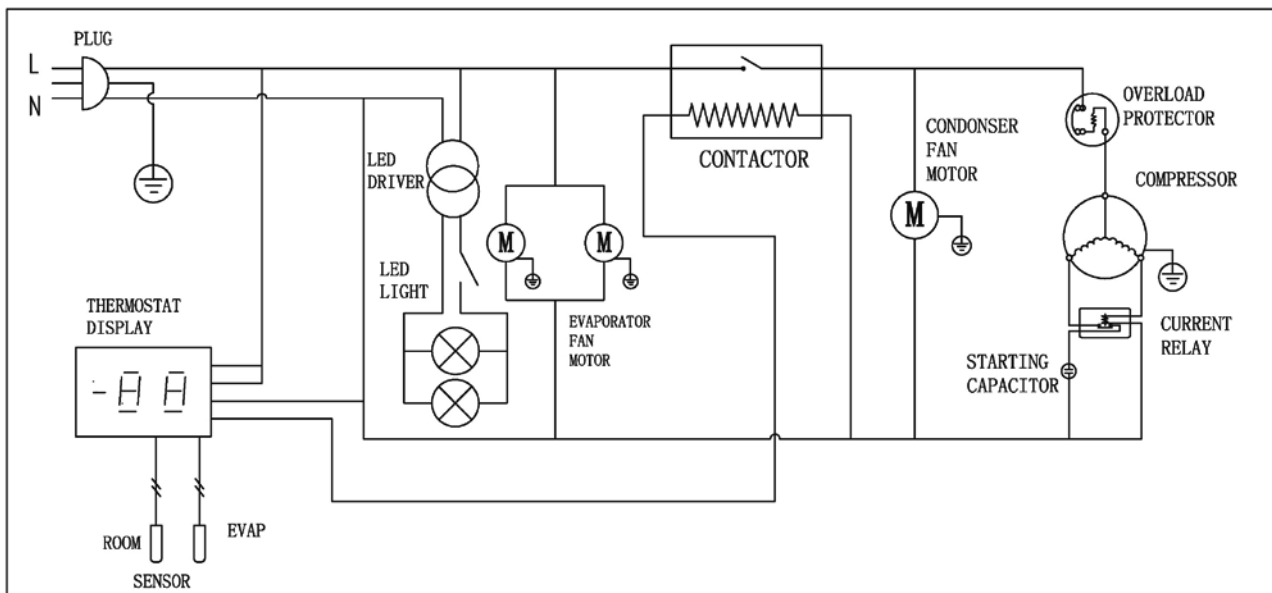 PLUG
L
N
LED
DRIVER
LED
LIGHT
M
M
EVAPORATOR
FAN
MOTOR
CONTACTOR
CONDONSER
FAN
MOTOR
M
OVERLOAD
PROTECTOR
COMPRESSOR
CURRENT
RELAY
STARTING
CAPACITOR
THERMOSTAT
DISPLAY
-88
ROOM
EVAP
SENSOR